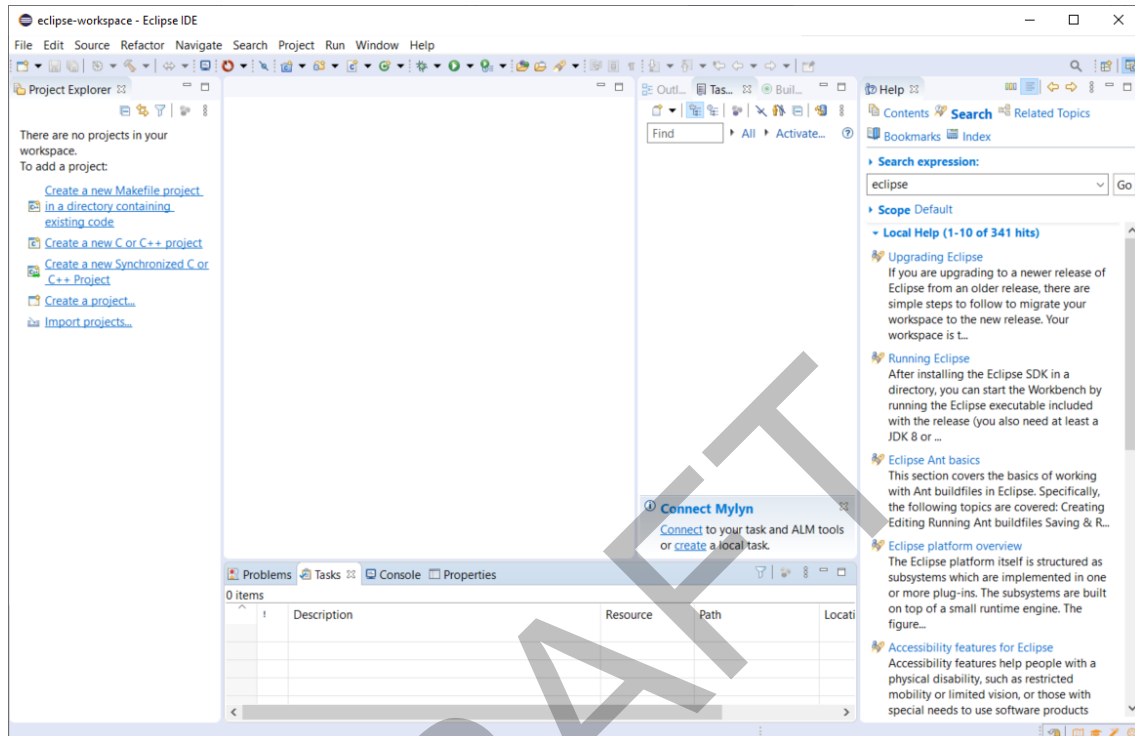 eclipse-workspace - Eclipse IDE
File Edit Source Refactor Navigate Search Project Run Window Help
Project Explorer
There are no projects in your
workspace.
To add a project:
Create a new Makefile project
in a directory containing
existing code
Create a new C or C++ project
Create a new Synchronized C or
C++ Project
Create a project...
Import projects...
Outl... Tas... Buil...
Find All Activate...
Connect Mylyn
Connect to your task and ALM tools
or create a local task.
Problems Tasks Console Properties
0 items
! Description Resource Path Locati
Help
Contents Search Related Topics
Bookmarks Index
Search expression:
eclipse Go
Scope Default
Local Help (1-10 of 341 hits)
Upgrading Eclipse
If you are upgrading to a newer release of
Eclipse from an older release, there are
simple steps to follow to migrate your
workspace to the new release. Your
workspace is t...
Running Eclipse
After installing the Eclipse SDK in a
directory, you can start the Workbench by
running the Eclipse executable included
with the release (you also need at least a
JDK 8 or ...
Eclipse Ant basics
This section covers the basics of working
with Ant buildfiles in Eclipse. Specifically,
the following topics are covered: Creating
Editing Running Ant buildfiles Saving & R...
Eclipse platform overview
The Eclipse platform itself is structured as
subsystems which are implemented in one
or more plug-ins. The subsystems are built
on top of a small runtime engine. The
figure...
Accessibility features for Eclipse
Accessibility features help people with a
physical disability, such as restricted
mobility or limited vision, or those with
special needs to use software products